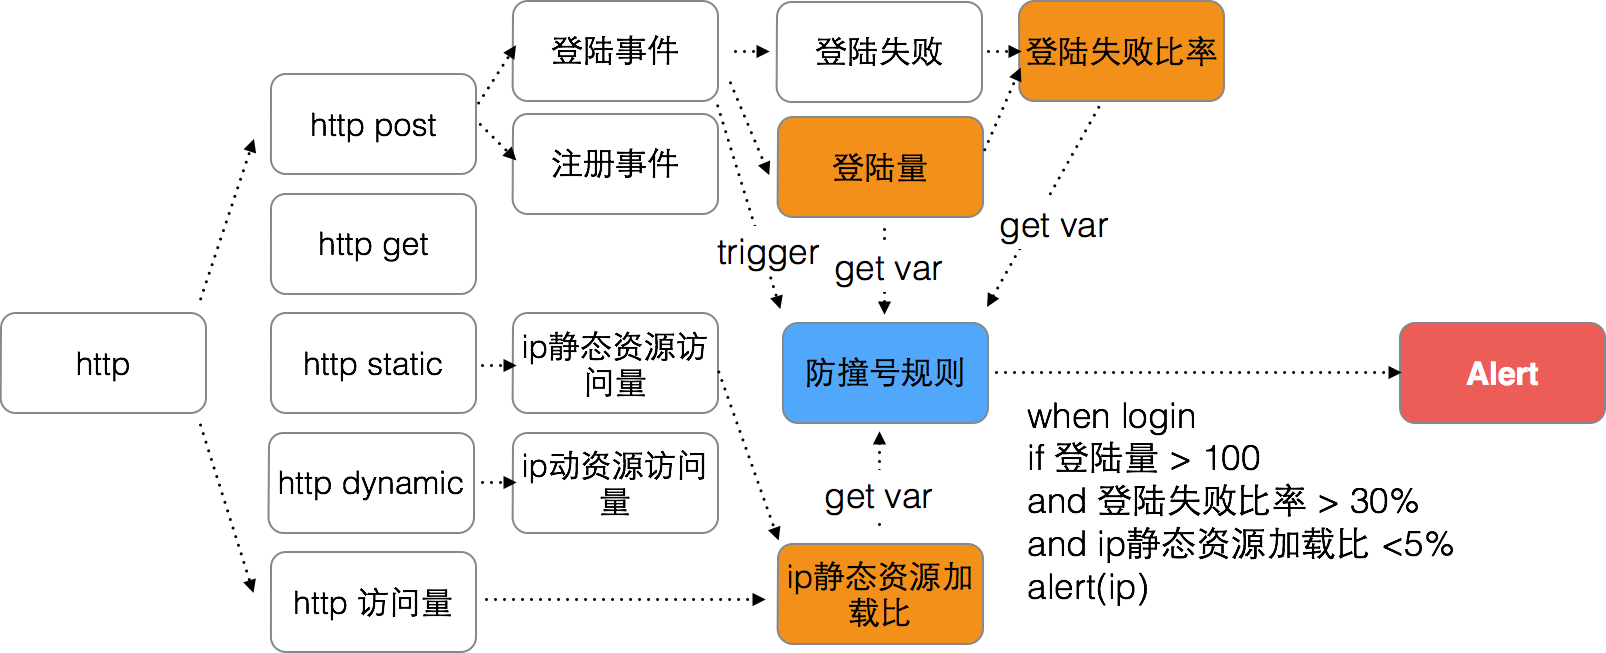 登陆事件
登陆失败
登陆失败比率
http post
注册事件
登陆量
http get
trigger
get var
get var
http
http static
ip静态资源访
问量
防撞号规则
Alert
when login
if 登陆量 > 100
and 登陆失败比率 > 30%
and ip静态资源加载比 <5%
alert(ip)
http dynamic
ip动资源访问
量
get var
http 访问量
ip静态资源加
载比